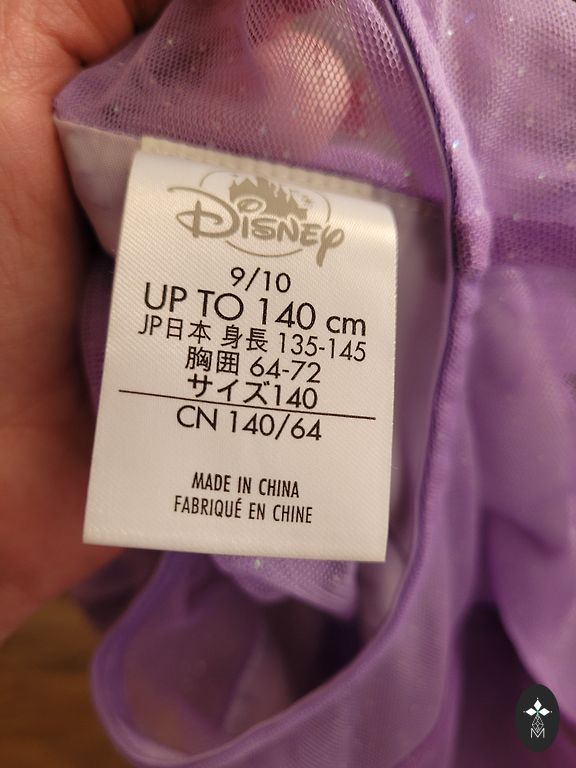 Disney
9/10
UP TO 140 cm
JP日本 身長 135-145
胸囲 64-72
サイズ140
CN 140/64
MADE IN CHINA
FABRIQUÉ EN CHINE
M